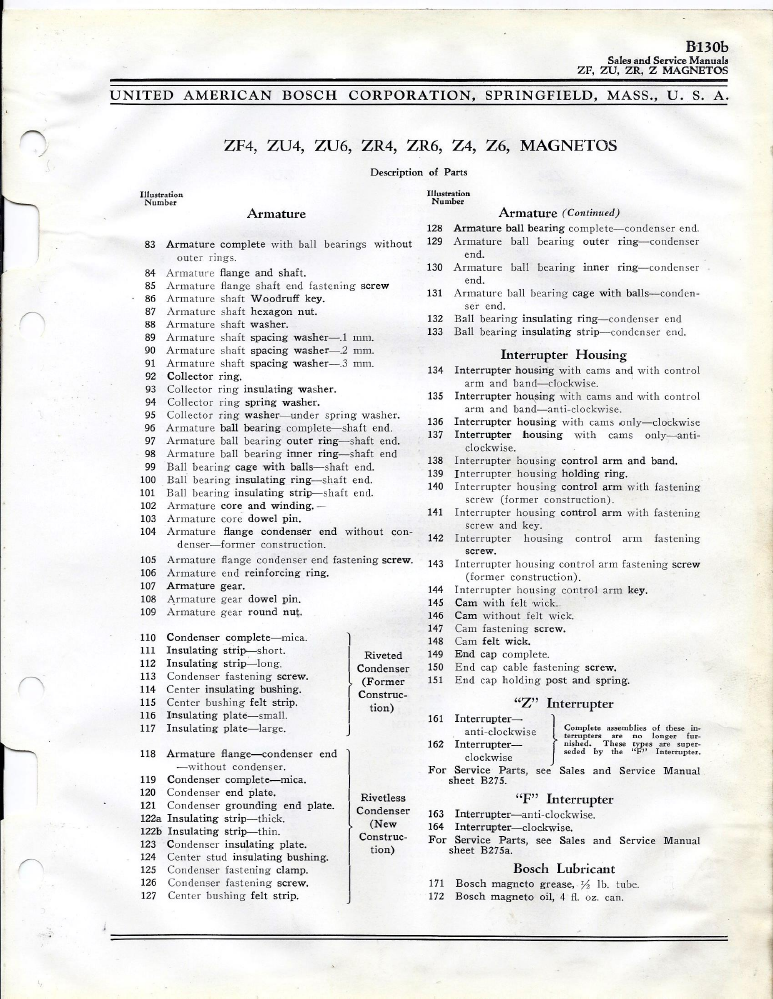 B130b
Sales and Service Manuals
ZF, ZU, ZR, Z MAGNETOS
UNITED AMERICAN BOSCH CORPORATION, SPRINGFIELD, MASS., U. S. A.
ZF4, ZU4, ZU6, ZR4, ZR6, Z4, Z6, MAGNETOS
Description of Parts
Illustration
Number
Armature
83 Armature complete with ball bearings without
outer rings.
84 Armature flange and shaft.
85 Armature flange shaft end fastening screw
86 Armature shaft Woodruff key.
87 Armature shaft hexagon nut.
88 Armature shaft washer.
89 Armature shaft spacing washer—.1 mm.
90 Armature shaft spacing washer—.2 mm.
91 Armature shaft spacing washer—.3 mm.
92 Collector ring.
93 Collector ring insulating washer.
94 Collector ring spring washer.
95 Collector ring washer—under spring washer.
96 Armature ball bearing complete—shaft end.
97 Armature ball bearing outer ring—shaft end.
98 Armature ball bearing inner ring—shaft end
99 Ball bearing cage with balls—shaft end.
100 Ball bearing insulating ring—shaft end.
101 Ball bearing insulating strip—shaft end.
102 Armature core and winding. —
103 Armature core dowel pin.
104 Armature flange condenser end without con-
denser—former construction.
105 Armature flange condenser end fastening screw.
106 Armature end reinforcing ring.
107 Armature gear.
108 Armature gear dowel pin.
109 Armature gear round nut.
110 Condenser complete—mica.
111 Insulating strip—short.
112 Insulating strip—long.
113 Condenser fastening screw.
114 Center insulating bushing.
115 Center bushing felt strip.
116 Insulating plate—small.
117 Insulating plate—large.
Riveted
Condenser
(Former
Construc-
tion)
118 Armature flange—condenser end
—without condenser.
119 Condenser complete—mica.
120 Condenser end plate.
121 Condenser grounding end plate.
122a Insulating strip—thick.
122b Insulating strip—thin.
123 Condenser insulating plate.
124 Center stud insulating bushing.
125 Condenser fastening clamp.
126 Condenser fastening screw.
127 Center bushing felt strip.
Rivetless
Condenser
(New
Construc-
tion)
Illustration
Number
Armature (Continued)
128 Armature ball bearing complete—condenser end.
129 Armature ball bearing outer ring—condenser
end.
130 Armature ball bearing inner ring—condenser
end.
131 Armature ball bearing cage with balls—conden-
ser end.
132 Ball bearing insulating ring—condenser end
133 Ball bearing insulating strip—condenser end.
Interrupter Housing
134 Interrupter housing with cams and with control
arm and band—clockwise.
135 Interrupter housing with cams and with control
arm and band—anti-clockwise.
136 Interrupter housing with cams only—clockwise
137 Interrupter housing with cams only—anti-
clockwise.
138 Interrupter housing control arm and band.
139 Interrupter housing holding ring.
140 Interrupter housing control arm with fastening
screw (former construction).
141 Interrupter housing control arm with fastening
screw and key.
142 Interrupter housing control arm fastening
screw.
143 Interrupter housing control arm fastening screw
(former construction).
144 Interrupter housing control arm key.
145 Cam with felt wick.
146 Cam without felt wick.
147 Cam fastening screw.
148 Cam felt wick.
149 End cap complete.
150 End cap cable fastening screw.
151 End cap holding post and spring.
“Z” Interrupter
161 Interrupter—
anti-clockwise
162 Interrupter—
clockwise
Complete assemblies of these in-
terrupters are no longer fur-
nished. These types are super-
seded by the “F” Interrupter.
For Service Parts, see Sales and Service Manual
sheet B275.
“F” Interrupter
163 Interrupter—anti-clockwise.
164 Interrupter—clockwise.
For Service Parts, see Sales and Service Manual
sheet B275a.
Bosch Lubricant
171 Bosch magneto grease, ½ lb. tube.
172 Bosch magneto oil, 4 fl. oz. can.